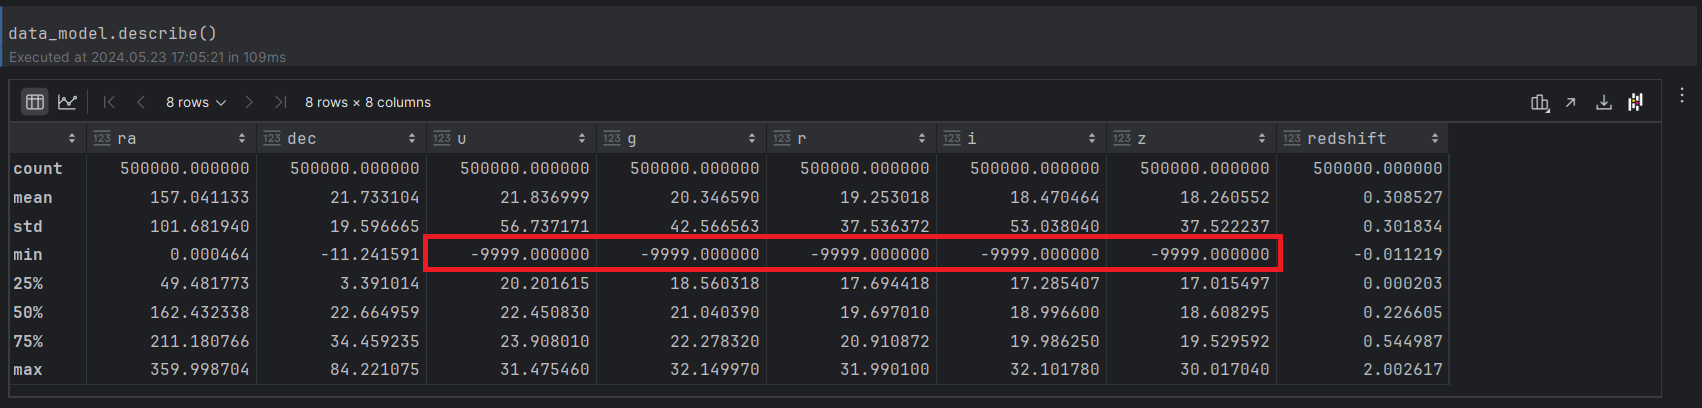 data_model.describe()
Executed at 2024.05.23 17:05:21 in 109ms
8 rows 8 rows × 8 columns
123 ra 123 dec 123 u 123 g 123 r 123 i 123 z 123 redshift
count 500000.000000 500000.000000 500000.000000 500000.000000 500000.000000 500000.000000 500000.000000 500000.000000
mean 157.041133 21.733104 21.836999 20.346590 19.253018 18.470464 18.260552 0.308527
std 101.681940 19.596665 56.737171 42.566563 37.536372 53.038040 37.522237 0.301834
min 0.000464 -11.241591 -9999.000000 -9999.000000 -9999.000000 -9999.000000 -9999.000000 -0.011219
25% 49.481773 3.391014 20.201615 18.560318 17.694418 17.285407 17.015497 0.000203
50% 162.432338 22.664959 22.450830 21.040390 19.697010 18.996600 18.608295 0.226605
75% 211.180766 34.459235 23.908010 22.278320 20.910872 19.986250 19.529592 0.544987
max 359.998704 84.221075 31.475460 32.149970 31.990100 32.101780 30.017040 2.002617